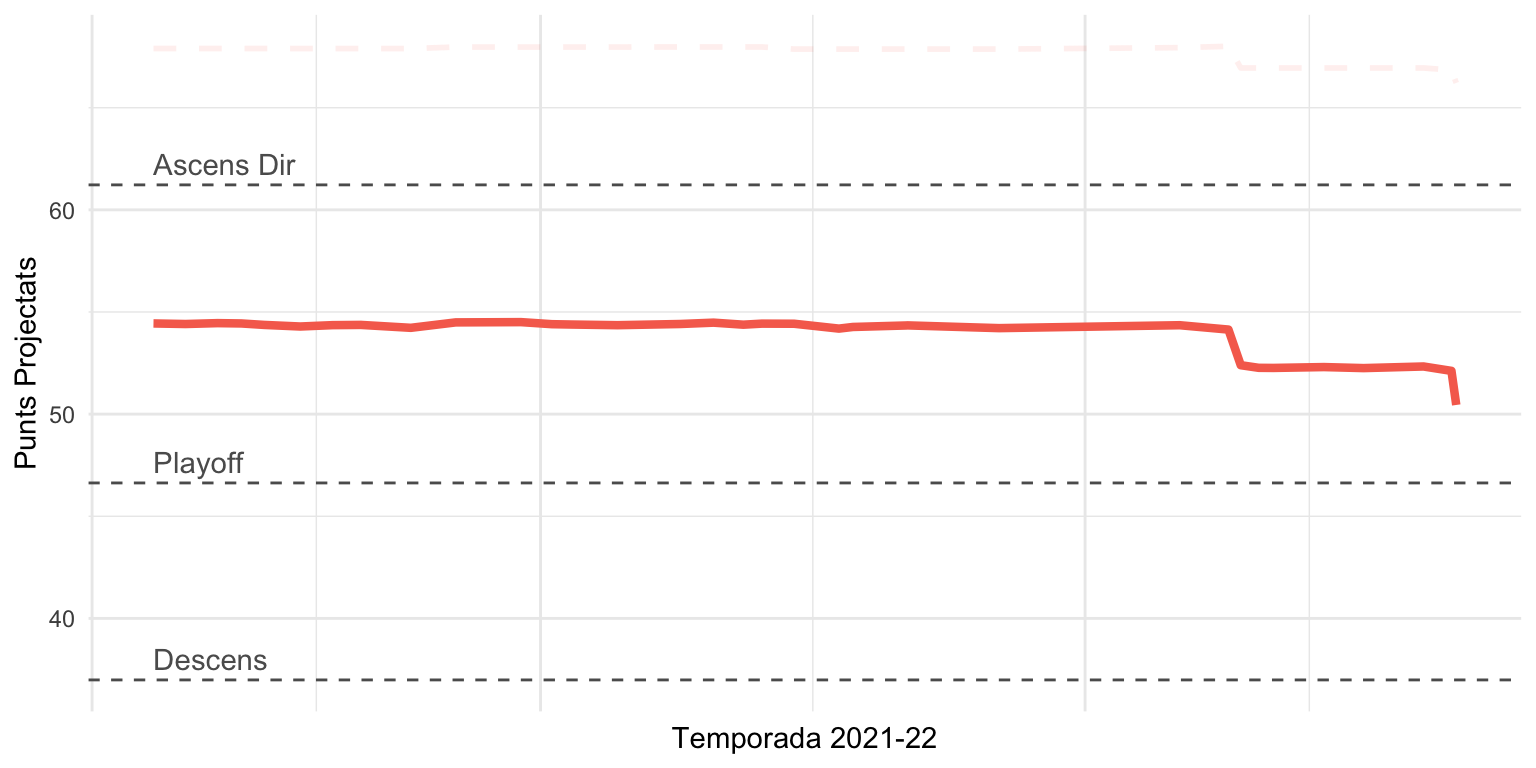 Ascens Dir
60
Punts Projectats
50
Playoff
40
Descens
Temporada 2021-22